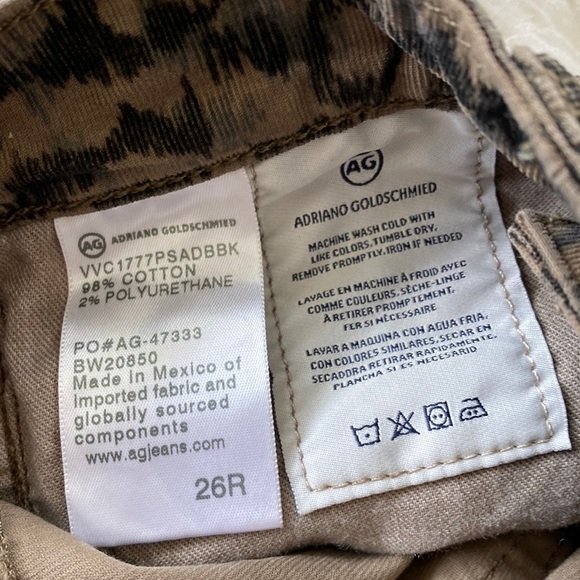 AG ADRIANO GOLDSCHMIED
VVC1777PSADBBK
98% COTTON
2% POLYURETHANE
PO#AG-47333
BW20850
Made in Mexico of
Imported fabric and
globally sourced
components
www.agjeans.com
26R
AG
ADRIANO GOLDSCHMIED
MACHINE WASH COLD WITH
LIKE COLORS, TUMBLE DRY.
REMOVE PROMPTLY, IRON IF NEEDED
LAVAGE EN MACHINE À FROID AVEC
COMME COULEURS, SÈCHE-LINGE
À RETIRER PROMPTEMENT,
FER SI NÉCESSAIRE
LAVAR A MAQUINA CON AGUA FRIA,
CON COLORES SIMILARES, SECAR EN
SECADORA RETIRAR RAPIDAMENTE.
PLANCHA SI ES NECESARIO